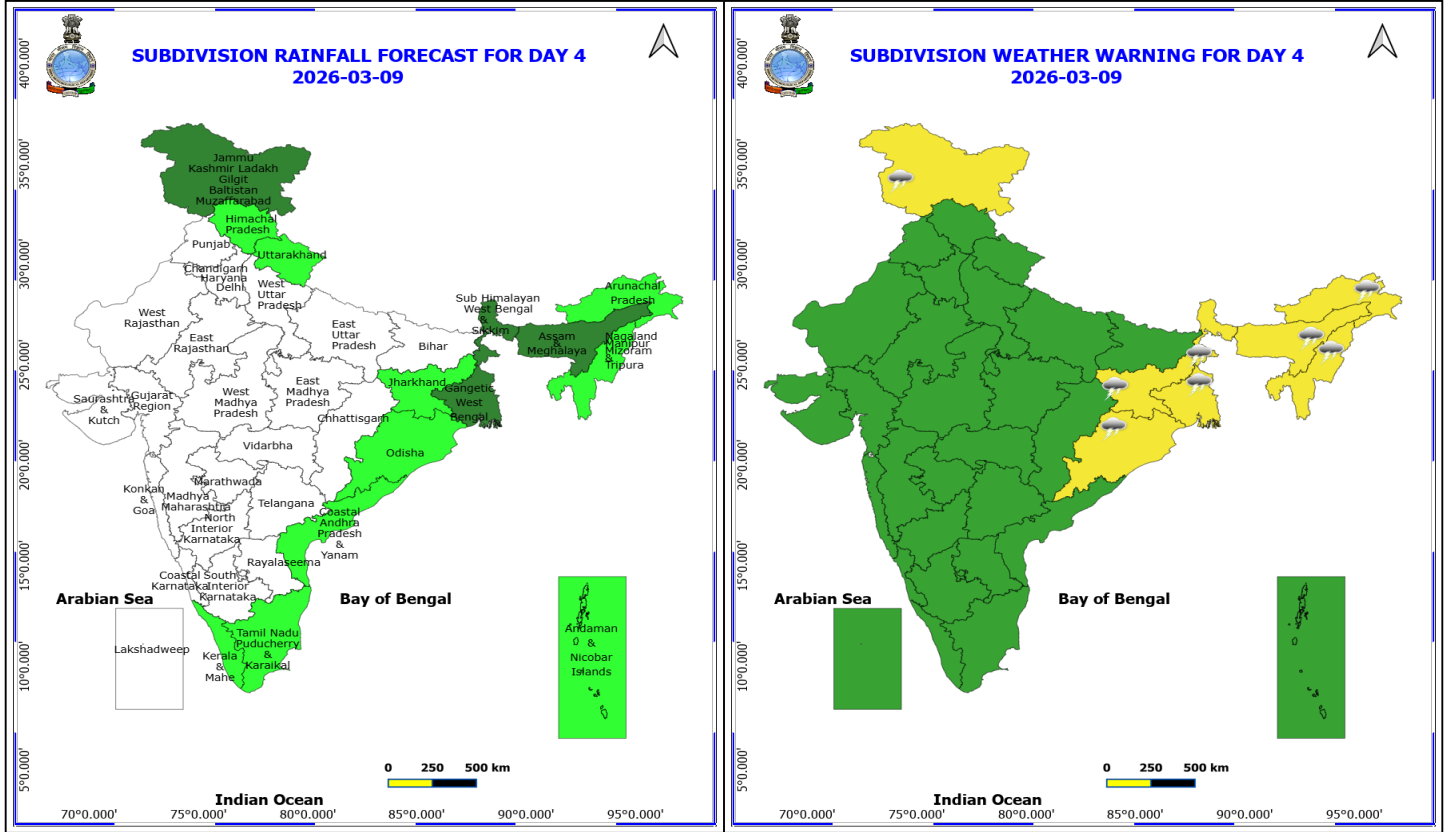 SUBDIVISION RAINFALL FORECAST FOR DAY 4
2026-03-09
40°0.000'
35°0.000'
30°0.000'
25°0.000'
20°0.000'
15°0.000'
10°0.000'
5°0.000'
Jammu
Kashmir Ladakh
Gilgit
Baltistan
Muzaffarabad
Himachal
Pradesh
Punjab
Uttarakhand
Chandigarh
Haryana
Delhi
West
Uttar
Pradesh
West
Rajasthan
East
Rajasthan
East
Uttar
Pradesh
Bihar
Sub Himalayan
West Bengal
&
Sikkim
Arunachal
Pradesh
Assam
&
Meghalaya
Nagaland
Manipur
Mizoram
&
Tripura
Jharkhand
Gangetic
West
Bengal
Saurashtra
&
Kutch
Gujarat
Region
West
Madhya
Pradesh
East
Madhya
Pradesh
Chhattisgarh
Odisha
Vidarbha
Konkan
&
Goa
Madhya
Maharashtra
Marathwada
Telangana
North
Interior
Karnataka
Coastal
Andhra
Pradesh
&
Yanam
Rayalaseema
Coastal
Karnataka
South
Interior
Karnataka
Arabian Sea
Bay of Bengal
Lakshadweep
Kerala
&
Mahe
Tamil Nadu
Puducherry
&
Karaikal
Andaman
&
Nicobar
Islands
0 250 500 km
Indian Ocean
70°0.000' 75°0.000' 80°0.000' 85°0.000' 90°0.000' 95°0.000'
SUBDIVISION WEATHER WARNING FOR DAY 4
2026-03-09
40°0.000'
35°0.000'
30°0.000'
25°0.000'
20°0.000'
15°0.000'
10°0.000'
5°0.000'
Arabian Sea
Bay of Bengal
0 250 500 km
Indian Ocean
70°0.000' 75°0.000' 80°0.000' 85°0.000' 90°0.000' 95°0.000'